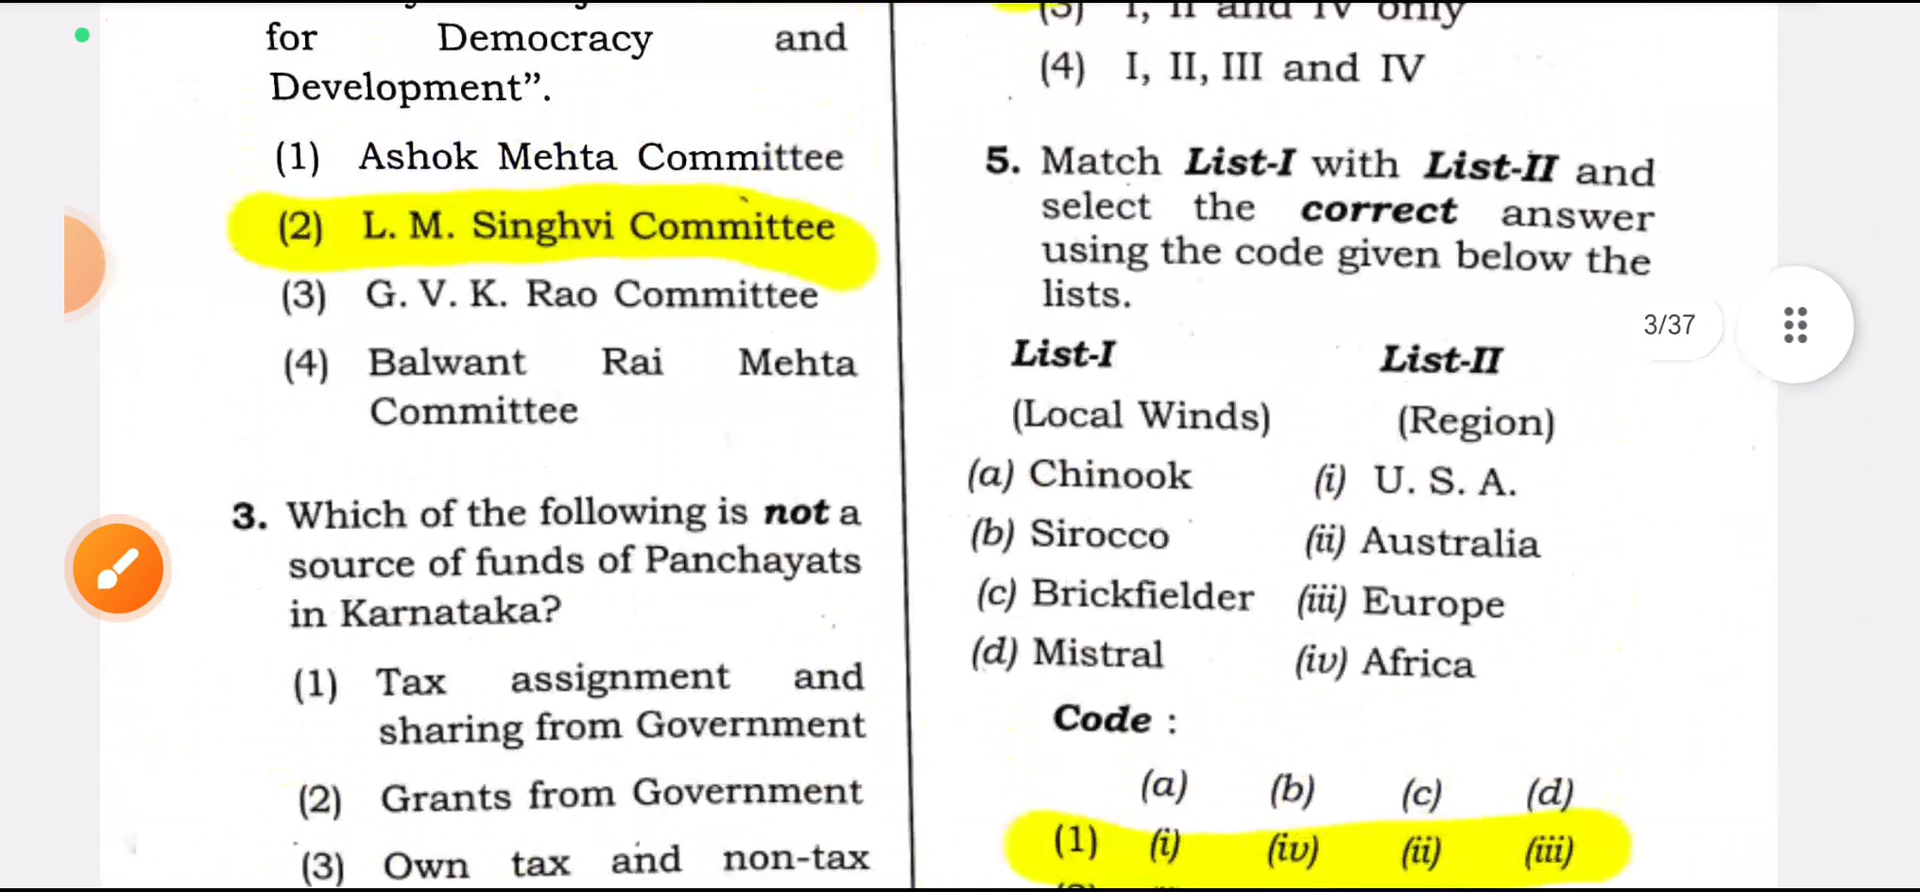 for Democracy and
Development”.
(1) Ashok Mehta Committee
(2) L. M. Singhvi Committee
(3) G. V. K. Rao Committee
(4) Balwant Rai Mehta
Committee
3. Which of the following is not a
source of funds of Panchayats
in Karnataka?
(1) Tax assignment and
sharing from Government
(2) Grants from Government
(3) Own tax and non-tax
(3) I, II and IV only
(4) I, II, III and IV
5. Match List-I with List-II and
select the correct answer
using the code given below the
lists.
List-I List-II
(Local Winds) (Region)
(a) Chinook (i) U. S. A.
(b) Sirocco (ii) Australia
(c) Brickfielder (iii) Europe
(d) Mistral (iv) Africa
Code :
(a) (b) (c) (d)
(1) (i) (iv) (ii) (iii)
3/37